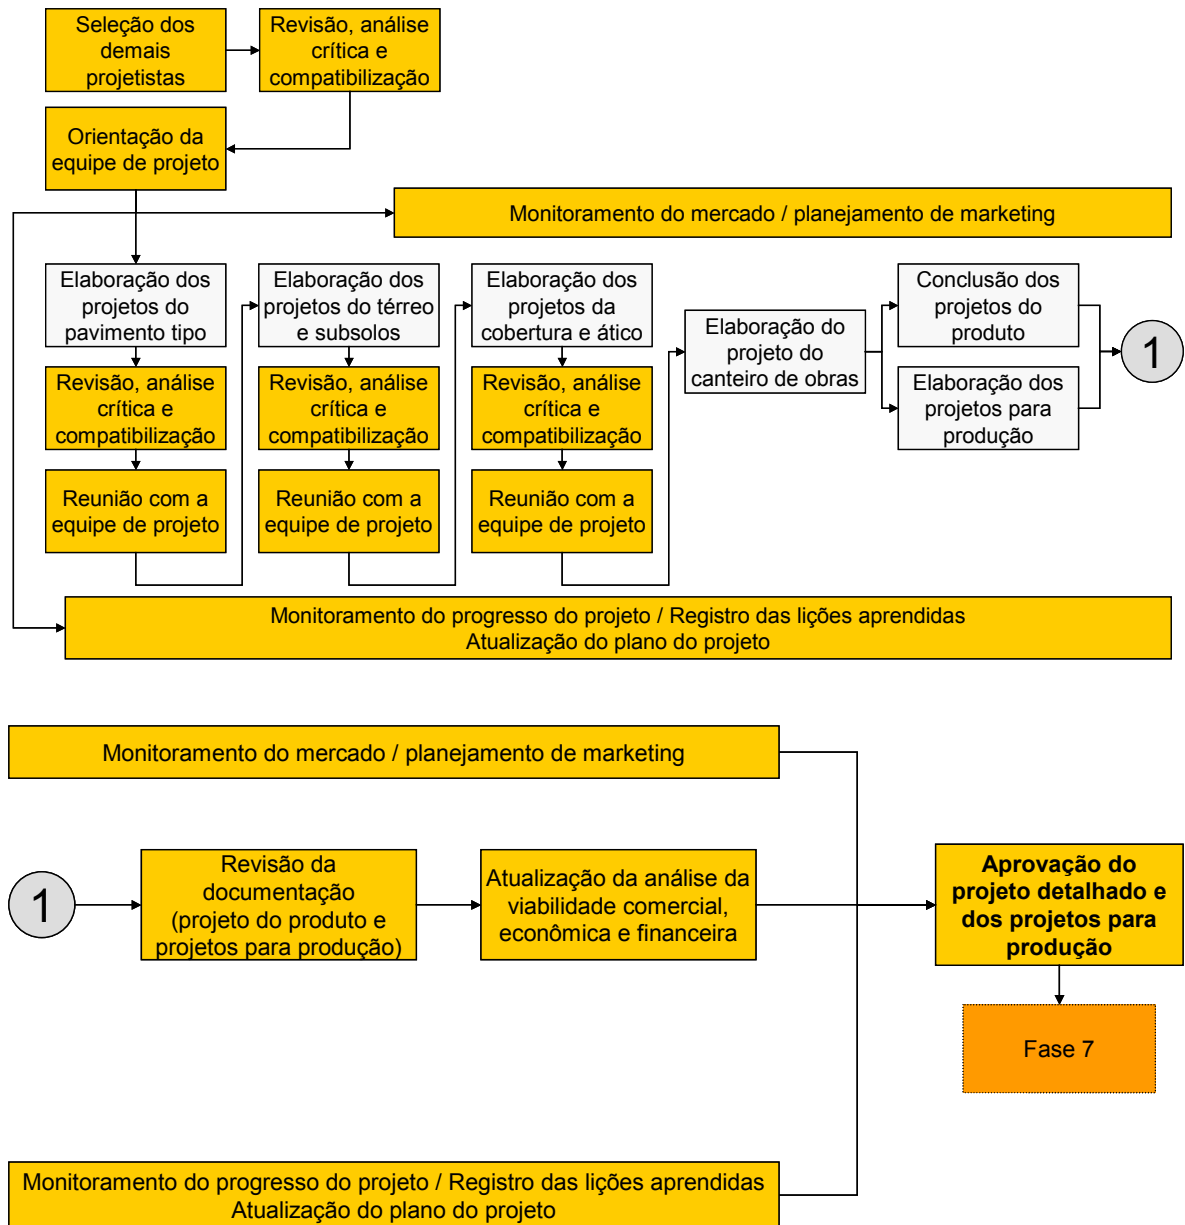 Seleção dos
demais
projetistas
Revisão, análise
crítica e
compatibilização
Orientação da
equipe de projeto
Monitoramento do mercado / planejamento de marketing
Elaboração dos
projetos do
pavimento tipo
Elaboração dos
projetos do térreo
e subsolos
Elaboração dos
projetos da
cobertura e ático
Elaboração do
projeto do
canteiro de obras
Conclusão dos
projetos do
produto
Elaboração dos
projetos para
produção
1
Revisão, análise
crítica e
compatibilização
Revisão, análise
crítica e
compatibilização
Revisão, análise
crítica e
compatibilização
Reunião com a
equipe de projeto
Reunião com a
equipe de projeto
Reunião com a
equipe de projeto
Monitoramento do progresso do projeto / Registro das lições aprendidas
Atualização do plano do projeto
Monitoramento do mercado / planejamento de marketing
1
Revisão da
documentação
(projeto do produto e
projetos para produção)
Atualização da análise da
viabilidade comercial,
econômica e financeira
Aprovação do
projeto detalhado e
dos projetos para
produção
Fase 7
Monitoramento do progresso do projeto / Registro das lições aprendidas
Atualização do plano do projeto